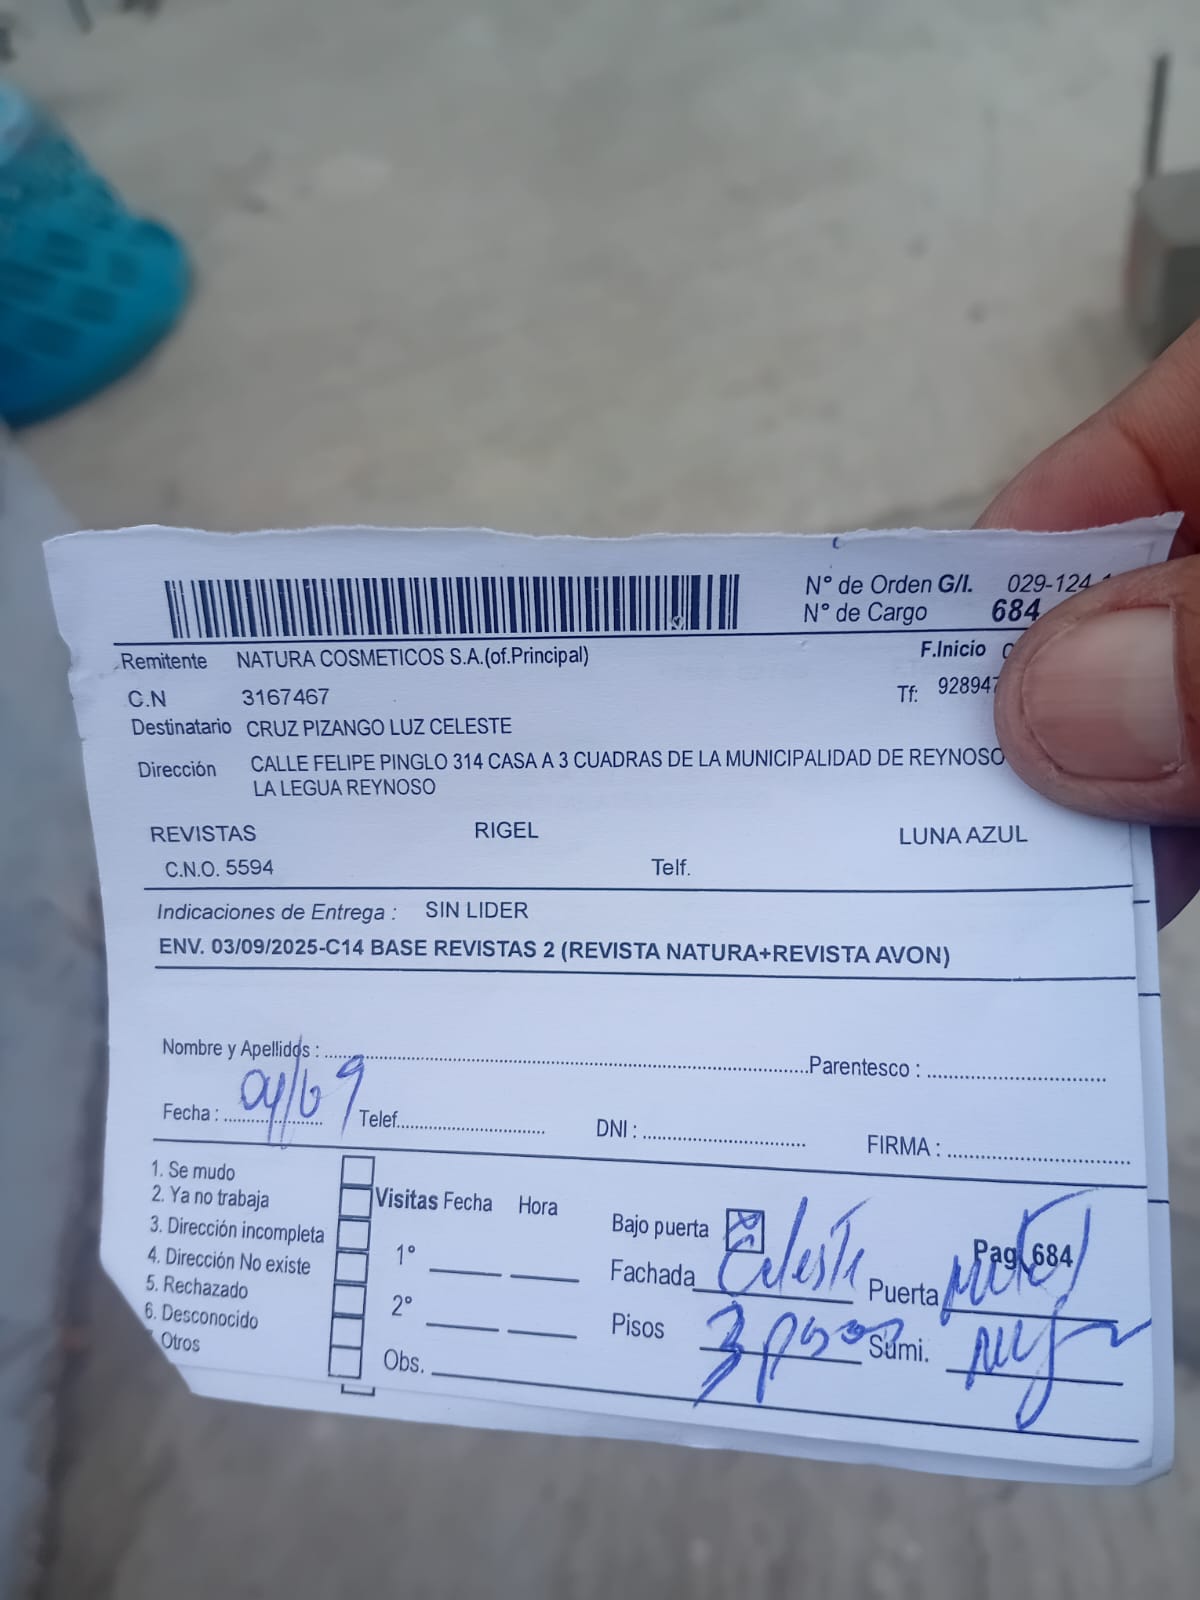 N° de Orden G/I. 029-124
N° de Cargo 684
Remitente NATURA COSMETICOS S.A.(of.Principal) F.Inicio
C.N 3167467 Tf: 928947
Destinatario CRUZ PIZANGO LUZ CELESTE
Dirección CALLE FELIPE PINGLO 314 CASA A 3 CUADRAS DE LA MUNICIPALIDAD DE REYNOSO
LA LEGUA REYNOSO
REVISTAS RIGEL LUNA AZUL
C.N.O. 5594 Telf.
Indicaciones de Entrega : SIN LIDER
ENV. 03/09/2025-C14 BASE REVISTAS 2 (REVISTA NATURA+REVISTA AVON)
Nombre y Apellidos : Parentesco :
Fecha : 04/09 Telef. DNI : FIRMA :
1. Se mudo
2. Ya no trabaja
3. Dirección incompleta
4. Dirección No existe
5. Rechazado
6. Desconocido
Otros
Visitas Fecha Hora
1°
2°
Obs.
Bajo puerta Pag 684
Fachada Celeste Puerta Metal
Pisos 3 pisos Sumi.